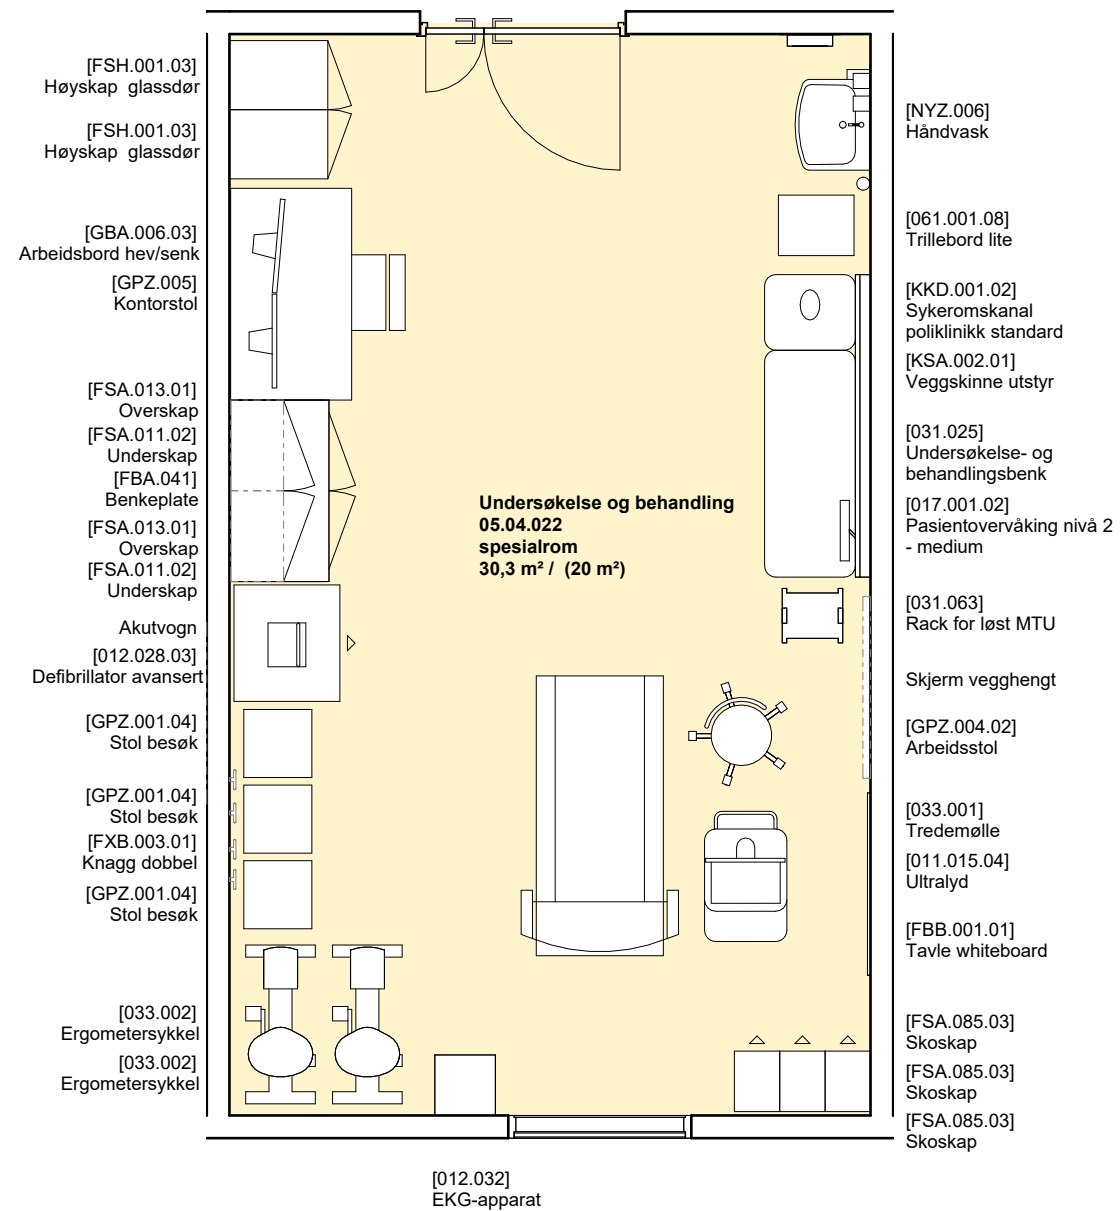 [FSH.001.03]
Høyskap glassdør
[FSH.001.03]
Høyskap glassdør
[GBA.006.03]
Arbeidsbord hev/senk
[GPZ.005]
Kontorstol
[FSA.013.01]
Overskap
[FSA.011.02]
Underskap
[FBA.041]
Benkeplate
[FSA.013.01]
Overskap
[FSA.011.02]
Underskap
Akutvogn
[012.028.03]
Defibrillator avansert
[GPZ.001.04]
Stol besøk
[GPZ.001.04]
Stol besøk
[FXB.003.01]
Knagg dobbel
[GPZ.001.04]
Stol besøk
[033.002]
Ergometersykkel
[033.002]
Ergometersykkel
Undersøkelse og behandling
05.04.022
spesialrom
30,3 m² / (20 m²)
[NYZ.006]
Håndvask
[061.001.08]
Trillebord lite
[KKD.001.02]
Sykeromskanal
poliklinikk standard
[KSA.002.01]
Veggskinne utstyr
[031.025]
Undersøkelse- og
behandlingsbenk
[017.001.02]
Pasientovervåking nivå 2
- medium
[031.063]
Rack for løst MTU
Skjerm vegghengt
[GPZ.004.02]
Arbeidsstol
[033.001]
Tredemølle
[011.015.04]
Ultralyd
[FBB.001.01]
Tavle whiteboard
[FSA.085.03]
Skoskap
[FSA.085.03]
Skoskap
[FSA.085.03]
Skoskap
[012.032]
EKG-apparat